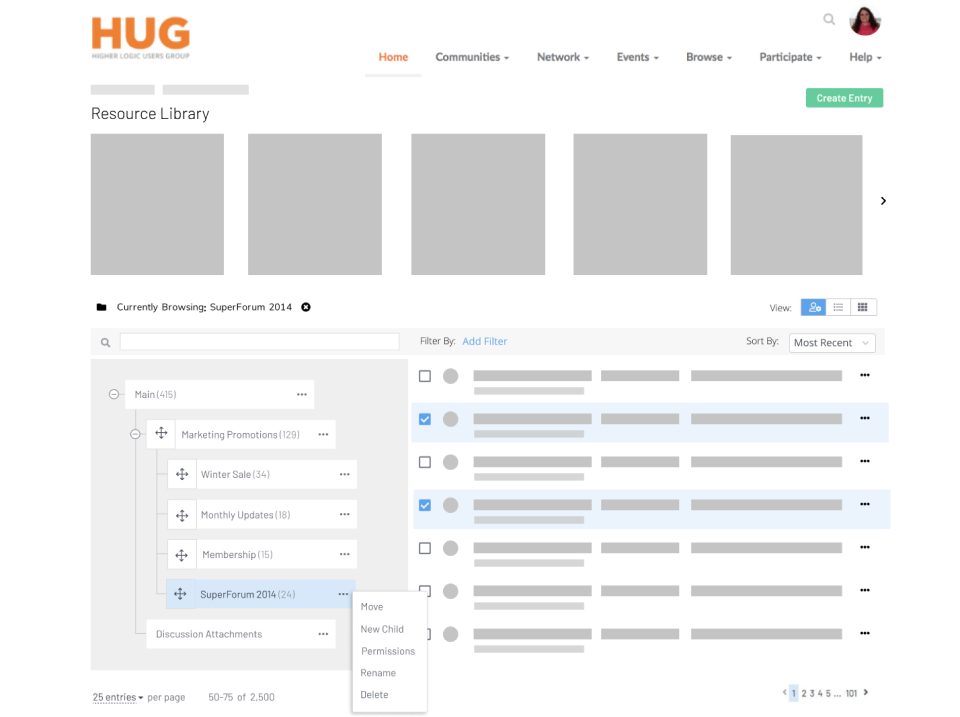 HUG
HIGHER LOGIC USERS GROUP
Home Communities Network Events Browse Participate Help
Create Entry
Resource Library
Currently Browsing: SuperForum 2014
View:
Filter By: Add Filter
Sort By: Most Recent
Main (415)
Marketing Promotions (129)
Winter Sale (34)
Monthly Updates (18)
Membership (15)
SuperForum 2014 (24)
Discussion Attachments
Move
New Child
Permissions
Rename
Delete
25 entries per page 50-75 of 2,500
< 1 2 3 4 5 ... 101 >